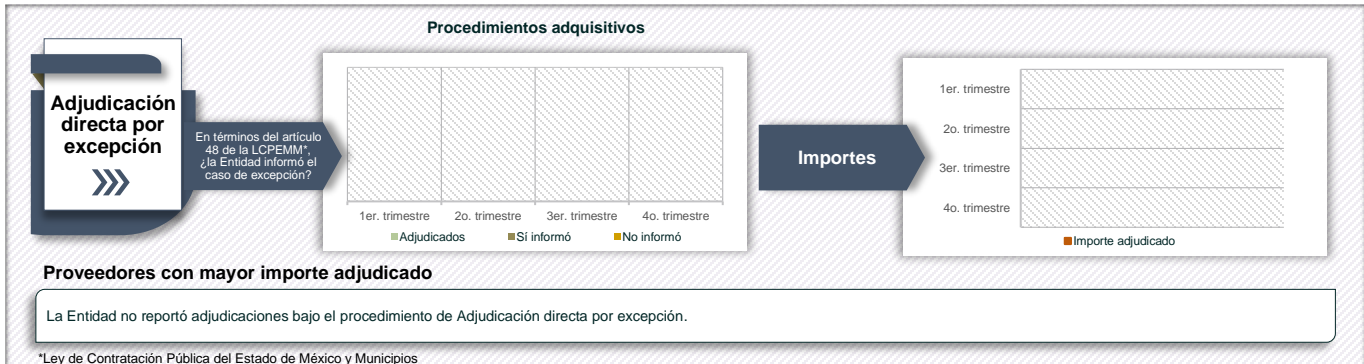 Procedimientos adquisitivos
Adjudicación
directa por
excepción
En términos del artículo
48 de la LCPEMM*,
¿la Entidad informó el
caso de excepción?
1er. trimestre 2o. trimestre 3er. trimestre 4o. trimestre
Adjudicados Sí informó No informó
Importes
1er. trimestre
2o. trimestre
3er. trimestre
4o. trimestre
Importe adjudicado
Proveedores con mayor importe adjudicado
La Entidad no reportó adjudicaciones bajo el procedimiento de Adjudicación directa por excepción.
*Ley de Contratación Pública del Estado de México y Municipios